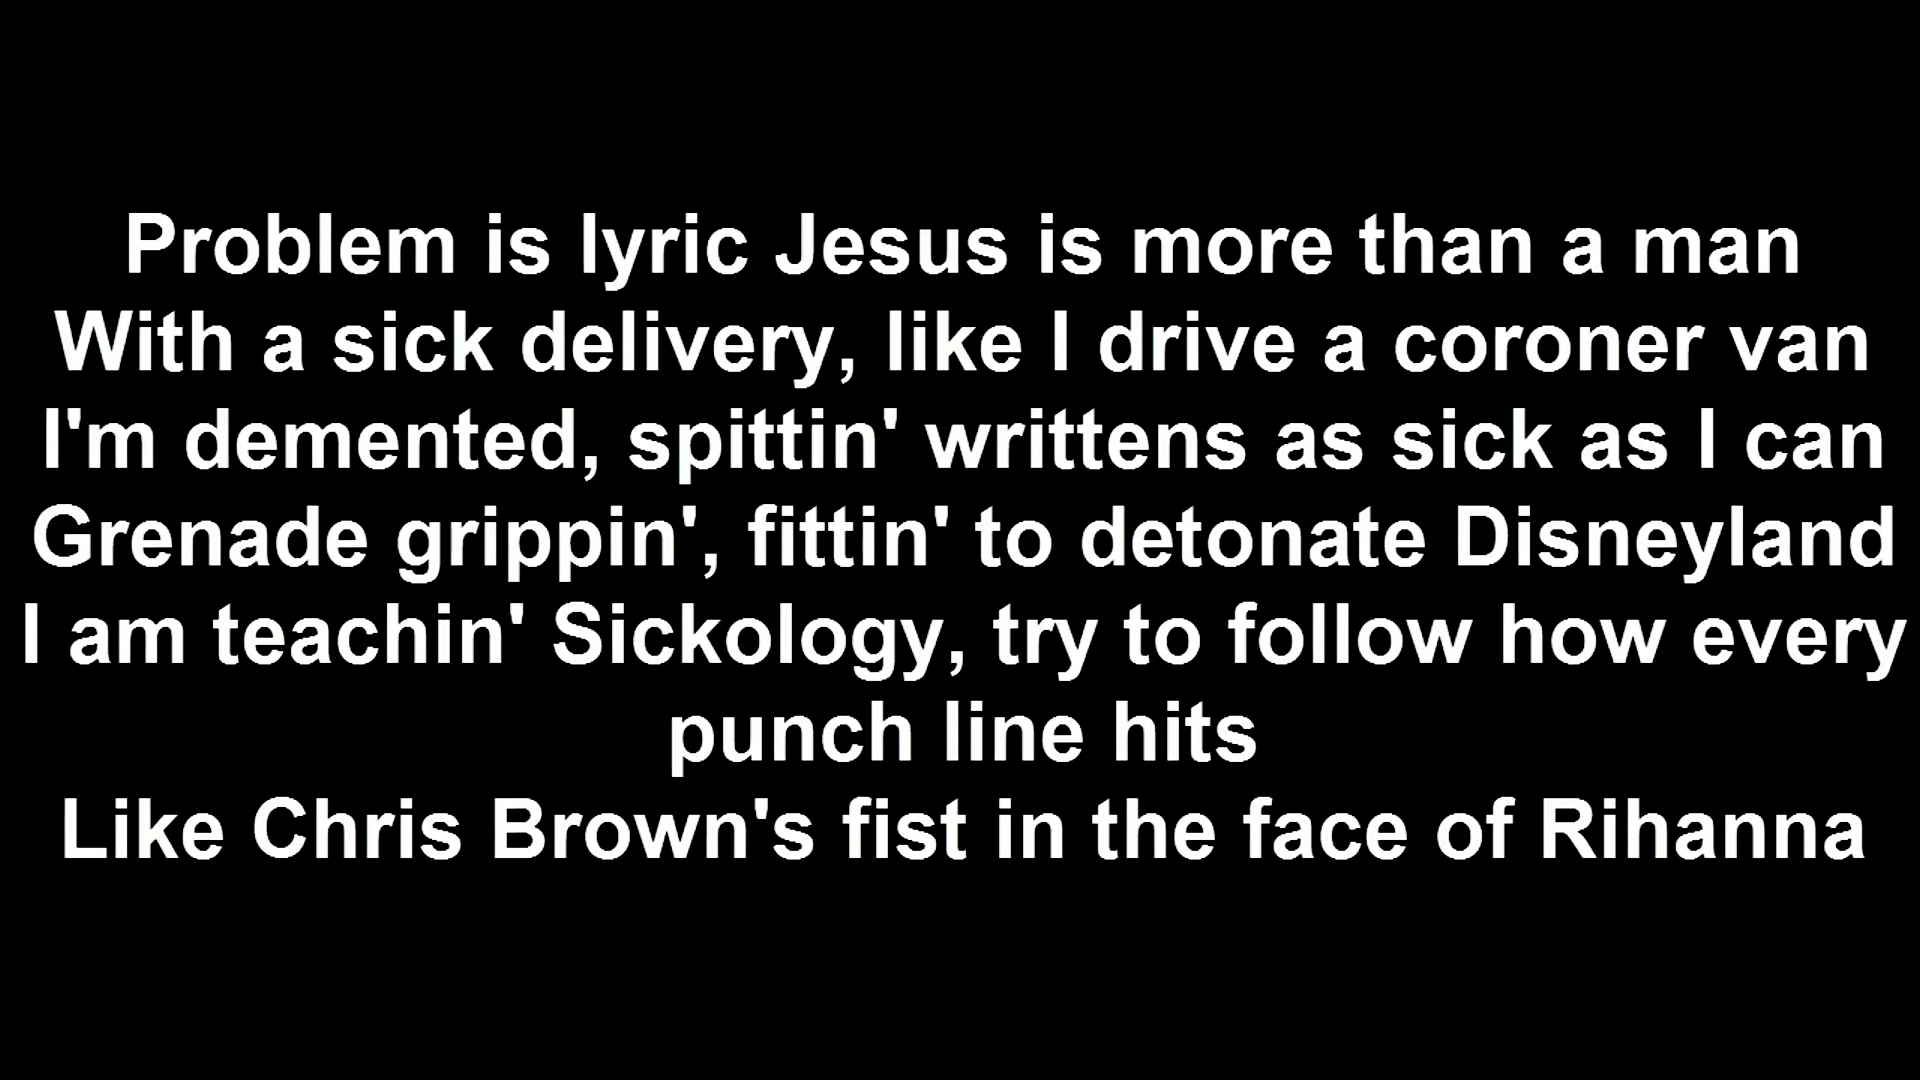 Problem is lyric Jesus is more than a man
With a sick delivery, like I drive a coroner van
I'm demented, spittin' writtens as sick as I can
Grenade grippin', fittin' to detonate Disneyland
I am teachin' Sickology, try to follow how every
punch line hits
Like Chris Brown's fist in the face of Rihanna